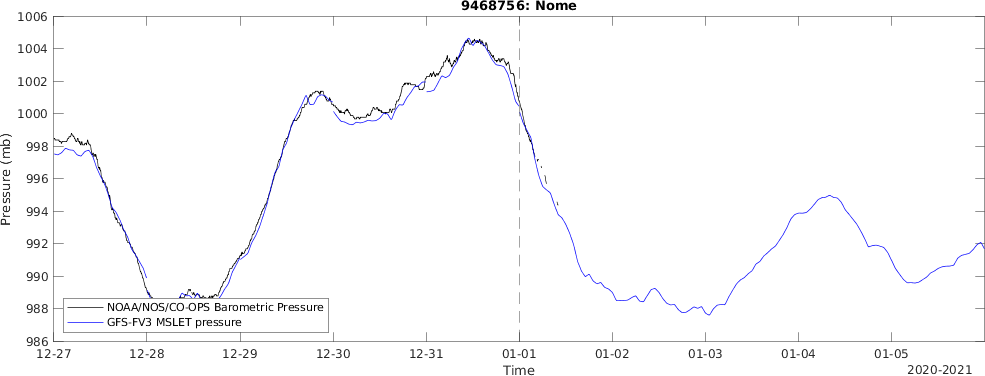 9468756: Nome
Pressure (mb)
1006
1004
1002
1000
998
996
994
992
990
988
986
NOAA/NOS/CO-OPS Barometric Pressure
GFS-FV3 MSLET pressure
12-27 12-28 12-29 12-30 12-31 01-01 01-02 01-03 01-04 01-05
Time
2020-2021